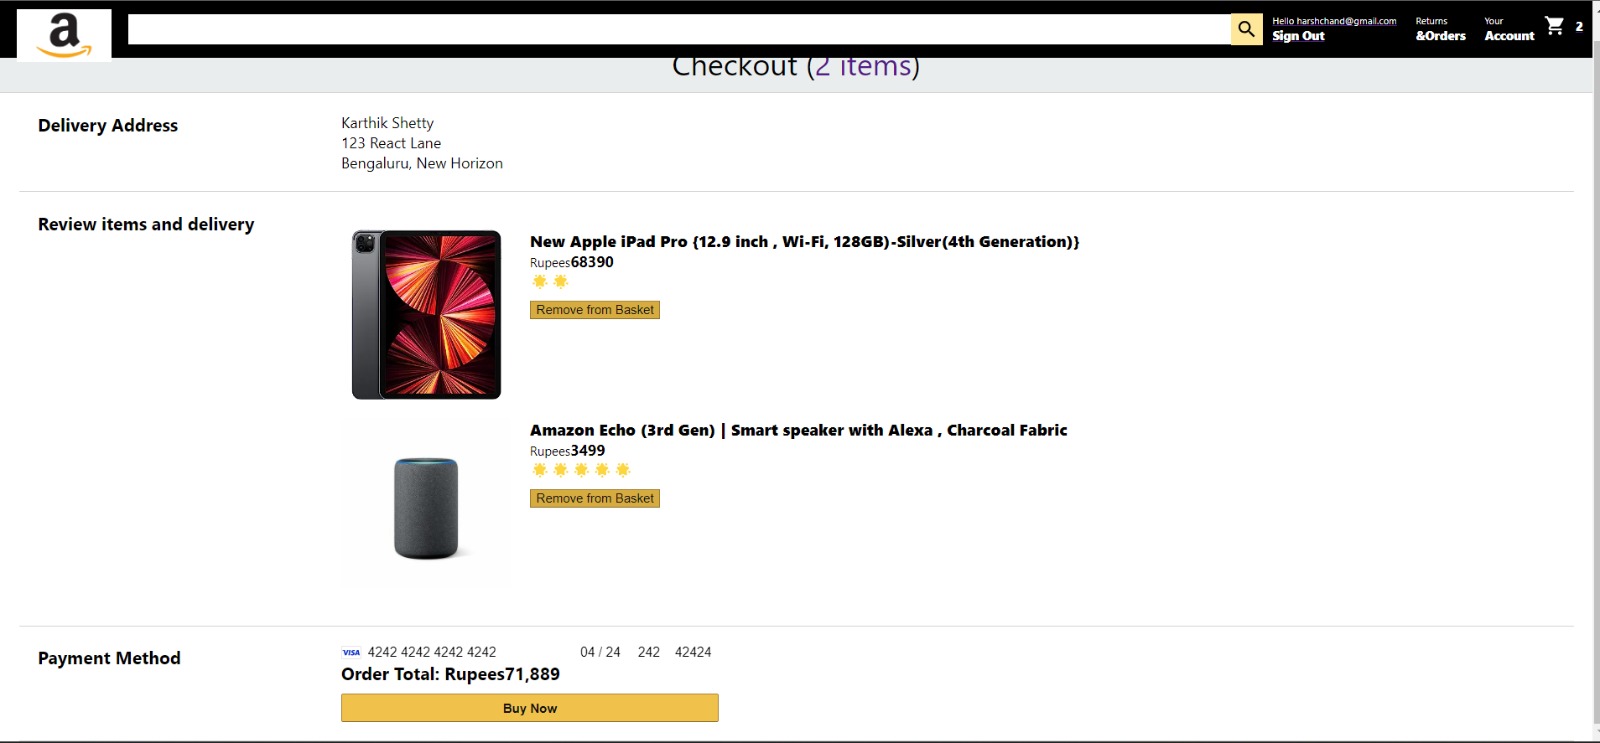 a
Hello harshchand@gmail.com
Sign Out
Returns
&Orders
Your
Account
2
Checkout (2 items)
Delivery Address
Karthik Shetty
123 React Lane
Bengaluru, New Horizon
Review items and delivery
New Apple iPad Pro {12.9 inch , Wi-Fi, 128GB)-Silver(4th Generation)}
Rupees68390
Remove from Basket
Amazon Echo (3rd Gen) | Smart speaker with Alexa , Charcoal Fabric
Rupees3499
Remove from Basket
Payment Method
VISA 4242 4242 4242 4242 04 / 24 242 42424
Order Total: Rupees71,889
Buy Now